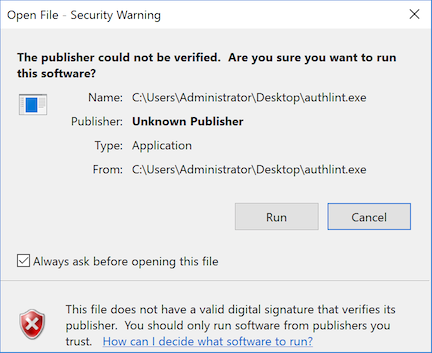 Open File - Security Warning
The publisher could not be verified.  Are you sure you want to run
this software?
Name: C:\Users\Administrator\Desktop\authlint.exe
Publisher: Unknown Publisher
Type: Application
From: C:\Users\Administrator\Desktop\authlint.exe
Run Cancel
Always ask before opening this file
This file does not have a valid digital signature that verifies its
publisher.  You should only run software from publishers you
trust.  How can I decide what software to run?